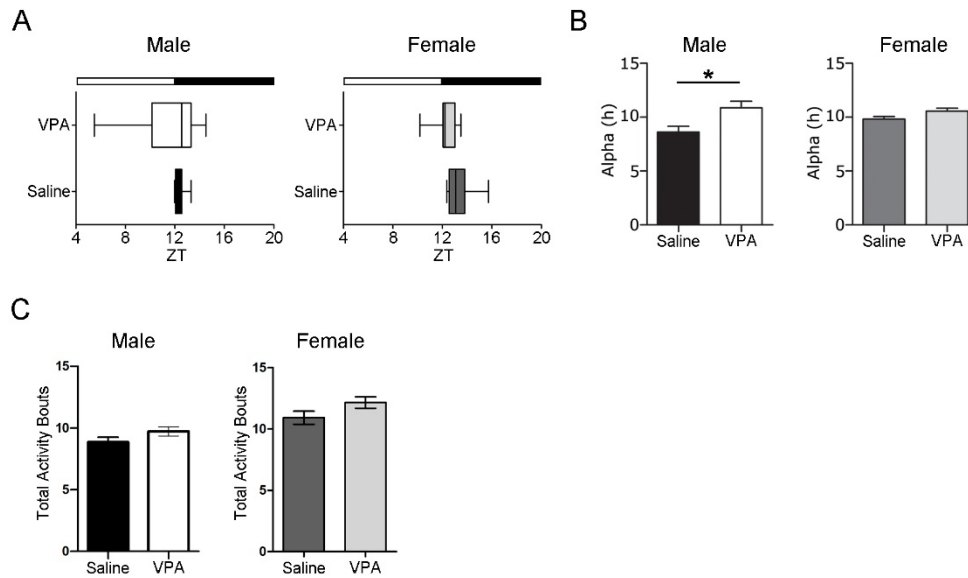 A
Male
VPA
Saline
4 8 12 16 20
ZT
Female
VPA
Saline
4 8 12 16 20
ZT
B
Male
*
Alpha (h)
15
10
5
0
Saline VPA
Female
Alpha (h)
15
10
5
0
Saline VPA
C
Male
Total Activity Bouts
15
10
5
0
Saline VPA
Female
Total Activity Bouts
15
10
5
0
Saline VPA